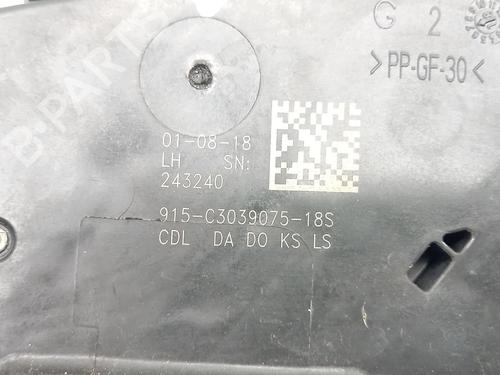 G 2
>PP-GF-30<
01-08-18
LH SN:
243240
915-C3039075-18S
CDL DA DO KS LS
B-PARTS